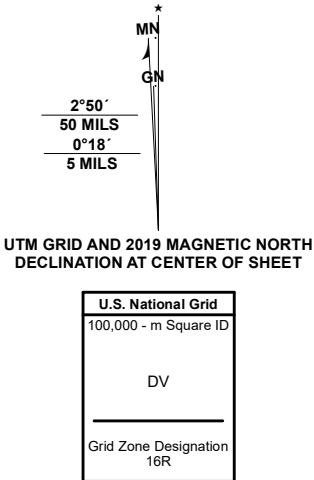 ★
MN
GN
2°50´
50 MILS
0°18´
5 MILS
UTM GRID AND 2019 MAGNETIC NORTH
DECLINATION AT CENTER OF SHEET
U.S. National Grid
100,000 - m Square ID
DV
Grid Zone Designation
16R